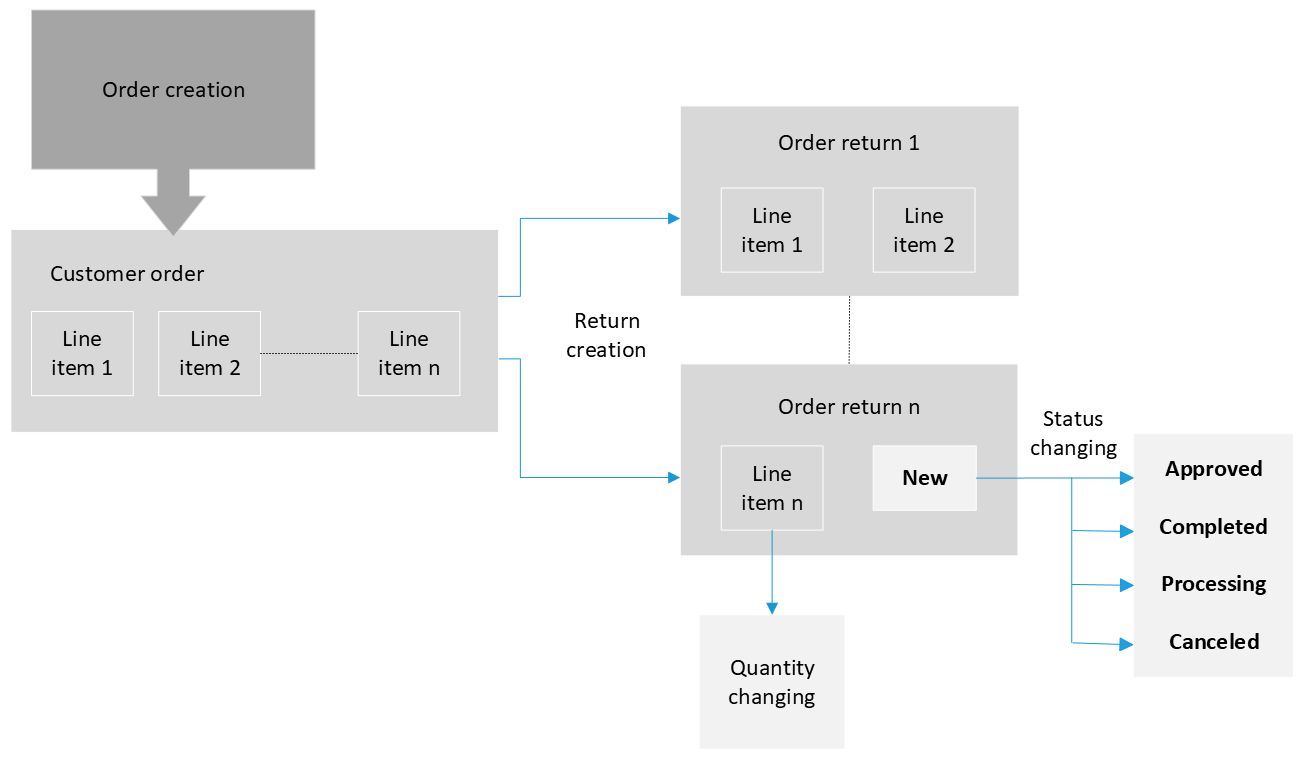 Order creation
Customer order
Line
item 1
Line
item 2
Line
item n
Return
creation
Order return 1
Line
item 1
Line
item 2
Order return n
Line
item n
New
Status
changing
Approved
Completed
Processing
Canceled
Quantity
changing